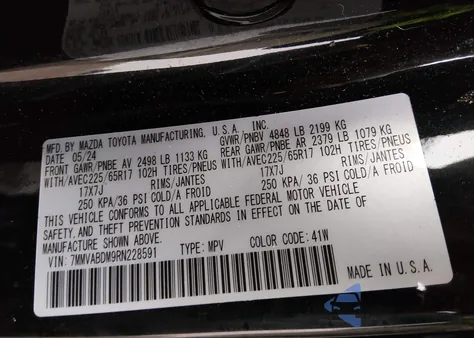 MFD. BY MAZDA TOYOTA MANUFACTURING, U.S.A. INC.
DATE 05/24 GVWR/PNBV 4848 LB 2199 KG
FRONT GAWR/PNBE AV 2498 LB 1133 KG REAR GAWR/PNBE AR 2379 LB 1079 KG
WITH/AVEC225/65R17 102H TIRES/PNEUS WITH/AVEC225/65R17 102H TIRES/PNEUS
17X7J RIMS/JANTES 17X7J RIMS/JANTES
250 KPA/36 PSI COLD/A FROID 250 KPA/36 PSI COLD/A FROID
THIS VEHICLE CONFORMS TO ALL APPLICABLE FEDERAL MOTOR VEHICLE
SAFETY, AND THEFT PREVENTION STANDARDS IN EFFECT ON THE DATE OF
MANUFACTURE SHOWN ABOVE.
VIN: 7MMVABDM9RN228591 TYPE: MPV COLOR CODE: 41W
MADE IN U.S.A.